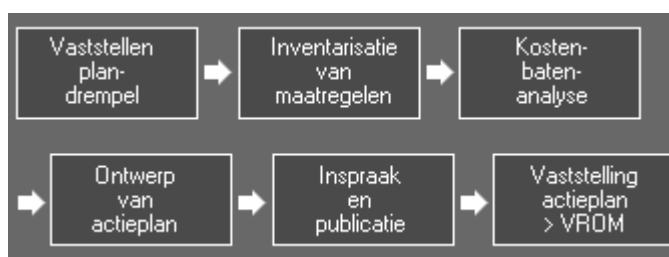 Vaststellen
plan-
drempel
Inventarisatie
van
maatregelen
Kosten-
baten-
analyse
Ontwerp
van
actieplan
Inspraak
en
publicatie
Vaststelling
actieplan
> VROM